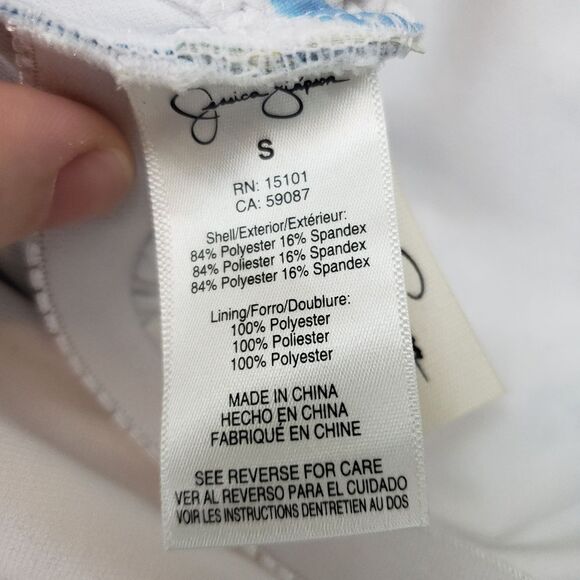 Jessica Simpson
S
RN: 15101
CA: 59087
Shell/Exterior/Extérieur:
84% Polyester 16% Spandex
84% Poliester 16% Spandex
84% Polyester 16% Spandex
Lining/Forro/Doublure:
100% Polyester
100% Poliester
100% Polyester
MADE IN CHINA
HECHO EN CHINA
FABRIQUÉ EN CHINE
SEE REVERSE FOR CARE
VER AL REVERSO PARA EL CUIDADO
VOIR LES INSTRUCTIONS DENTRETIEN AU DOS